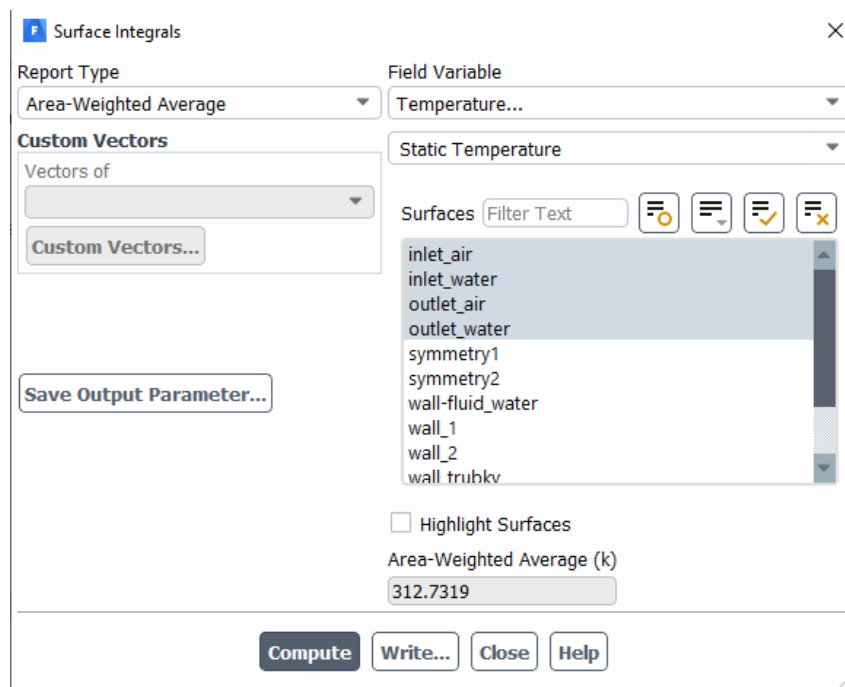 F Surface Integrals
Report Type
Area-Weighted Average
Custom Vectors
Vectors of
Custom Vectors...
Save Output Parameter...
Field Variable
Temperature...
Static Temperature
Surfaces Filter Text
inlet_air
inlet_water
outlet_air
outlet_water
symmetry1
symmetry2
wall-fluid_water
wall_1
wall_2
wall_trubky
Highlight Surfaces
Area-Weighted Average (k)
312.7319
Compute Write... Close Help